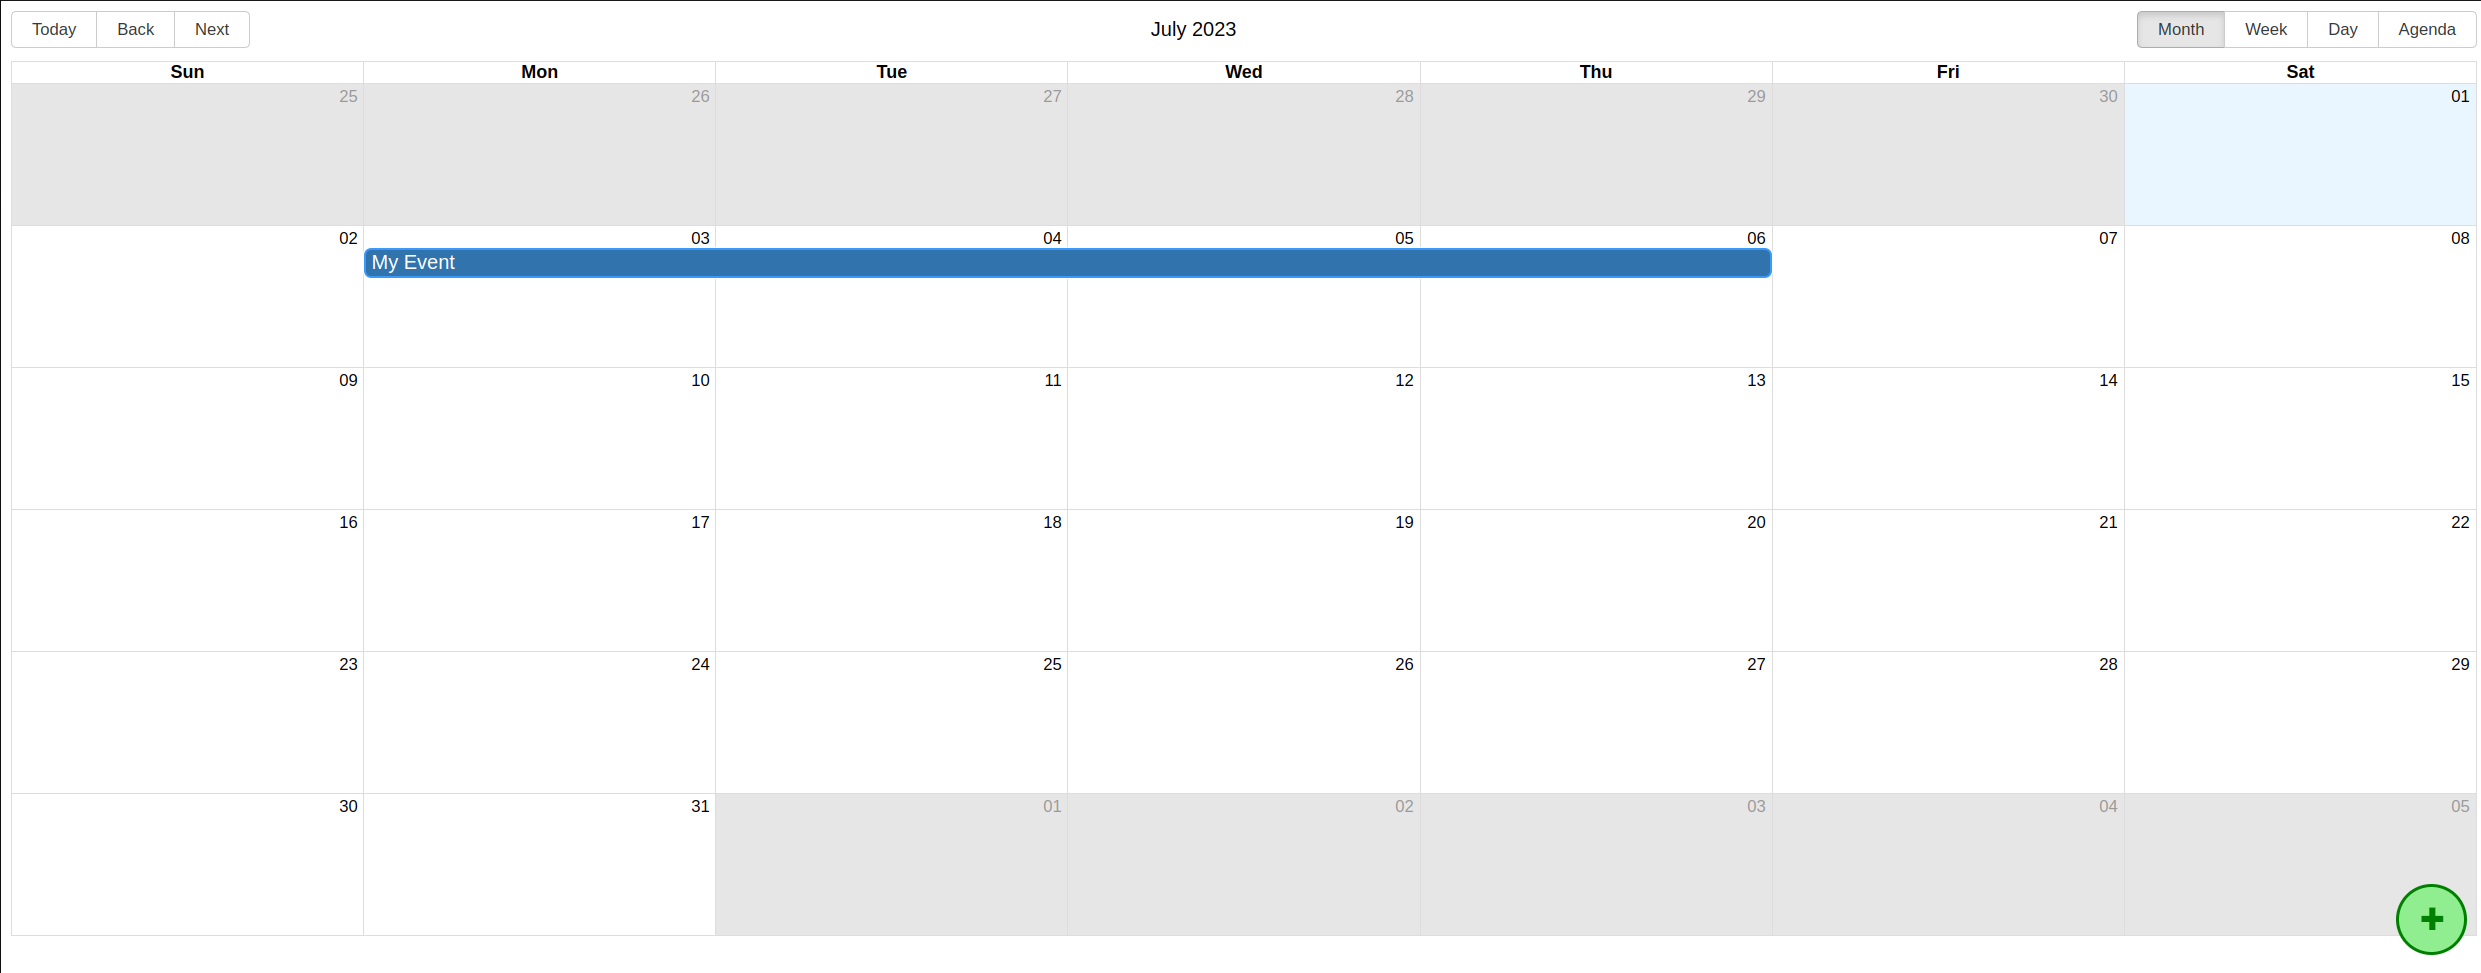 Today Back Next July 2023 Month Week Day Agenda
Sun Mon Tue Wed Thu Fri Sat
25 26 27 28 29 30 01
02 03 04 05 06 07 08
My Event
09 10 11 12 13 14 15
16 17 18 19 20 21 22
23 24 25 26 27 28 29
30 31 01 02 03 04 05